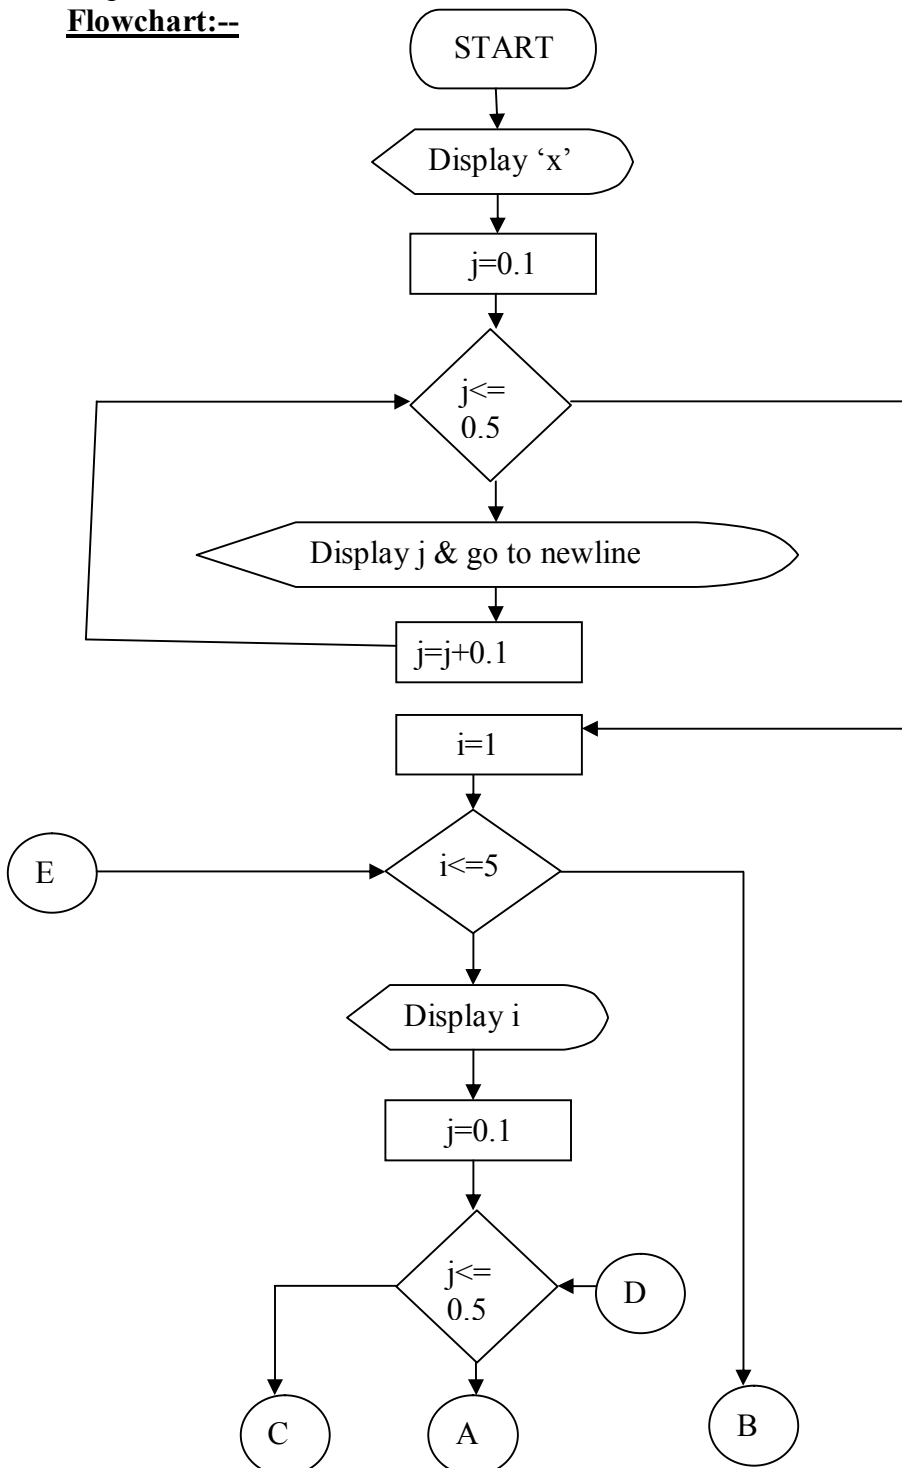 Flowchart:--
START
Display ‘x’
j=0.1
j<=
0.5
Display j & go to newline
j=j+0.1
i=1
E
i<=5
Display i
j=0.1
j<=
0.5
D
C
A
B